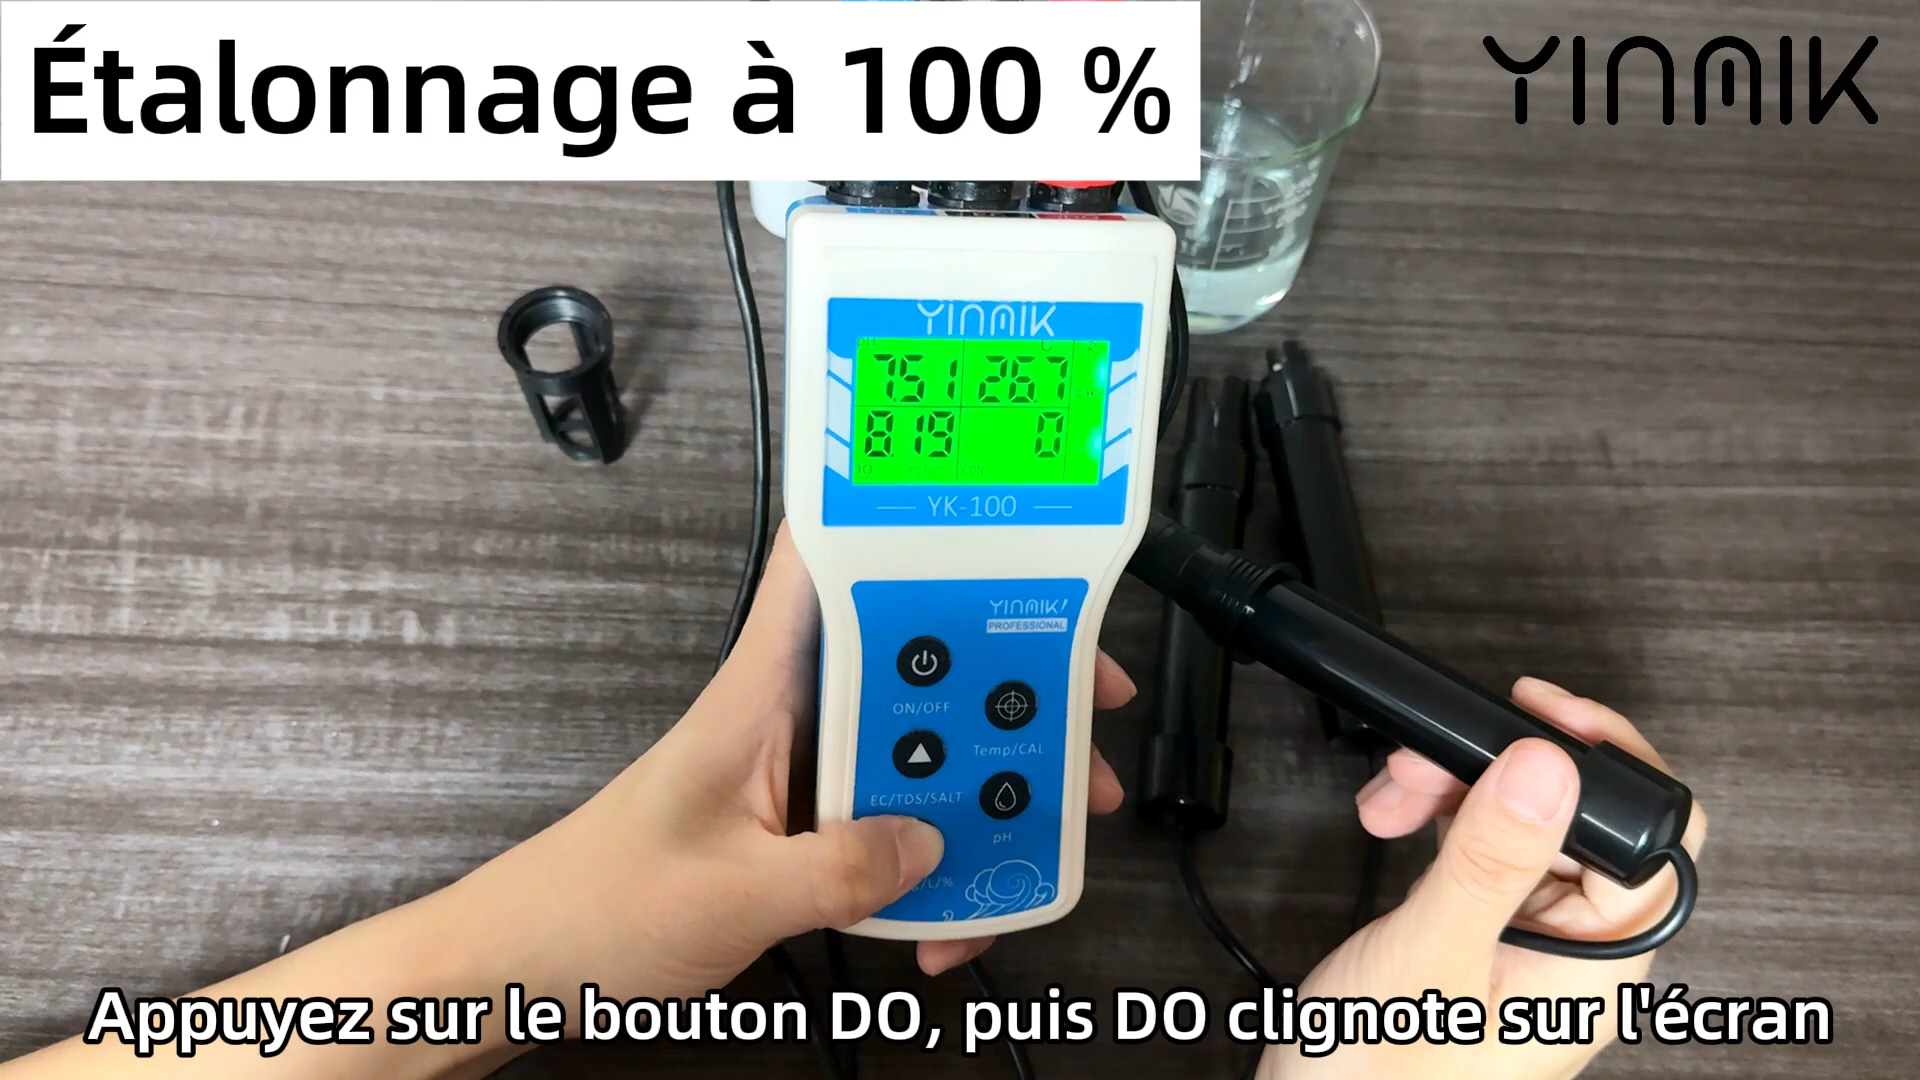 Étalonnage à 100 %
YINMIK
YINMIK
7.51 26.7
8.19 0
DO
YK-100
YINMIK
PROFESSIONAL
ON/OFF
Temp/CAL
EC/TDS/SALT
pH
/L/%
Appuyez sur le bouton DO, puis DO clignote sur l'écran